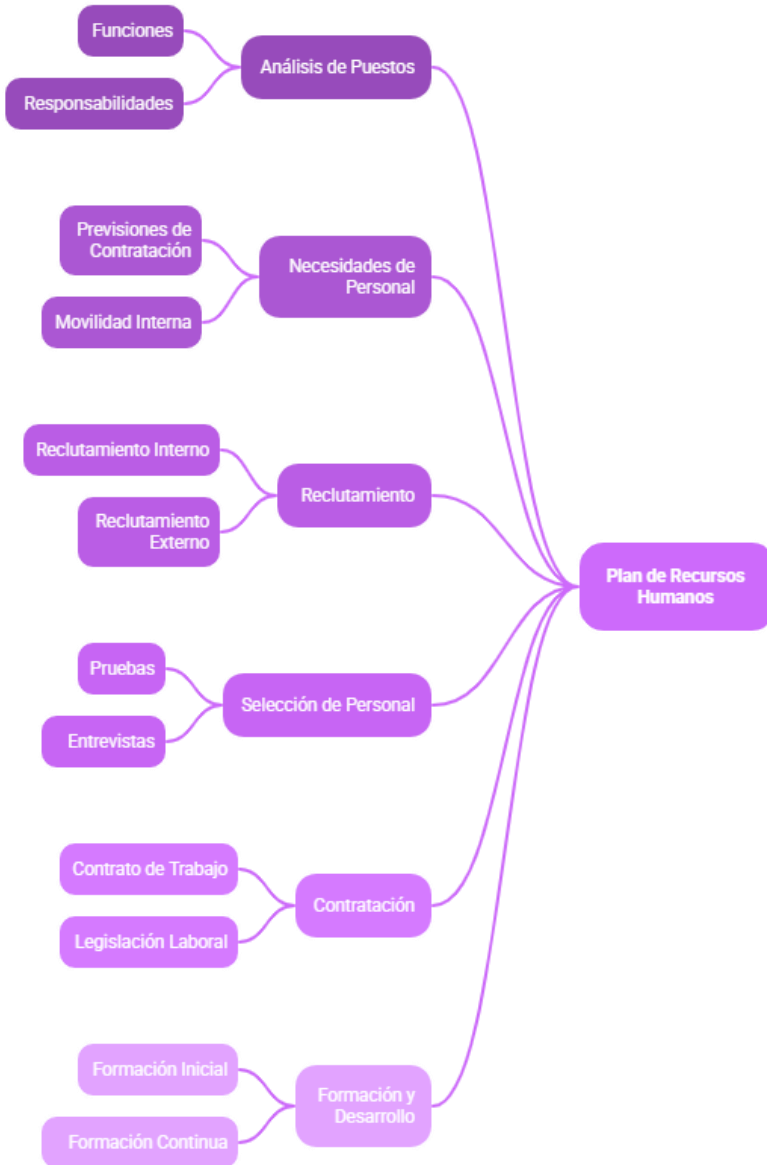 Funciones
Análisis de Puestos
Responsabilidades
Previsiones de
Contratación
Necesidades de
Personal
Movilidad Interna
Reclutamiento Interno
Reclutamiento
Reclutamiento
Externo
Plan de Recursos
Humanos
Pruebas
Selección de Personal
Entrevistas
Contrato de Trabajo
Contratación
Legislación Laboral
Formación Inicial
Formación y
Desarrollo
Formación Continua